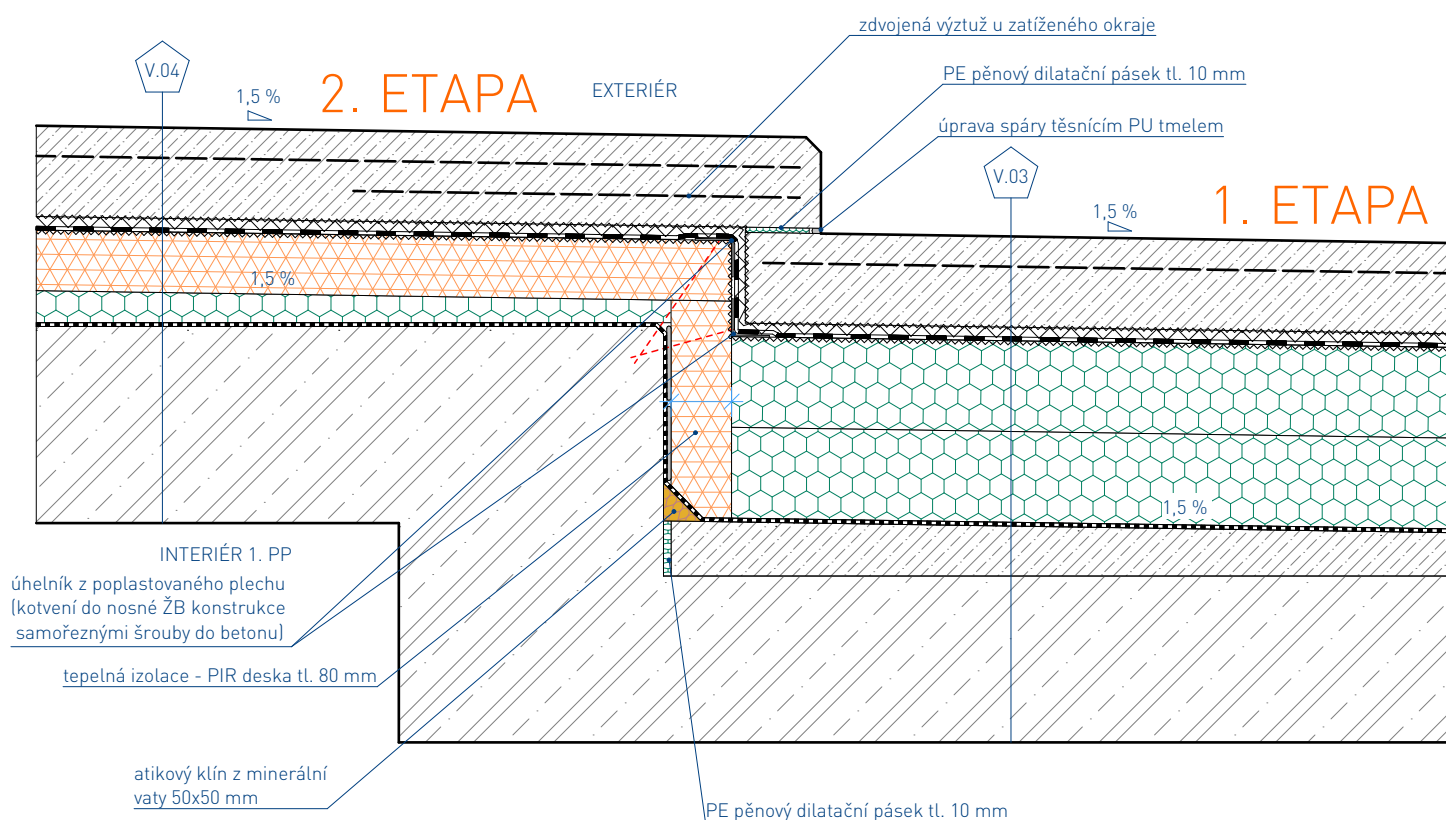 zdvojená výztuž u zatíženého okraje
V.04
2. ETAPA
EXTERIÉR
1,5 %
PE pěnový dilatační pásek tl. 10 mm
úprava spáry těsnícím PU tmelem
V.03
1. ETAPA
1,5 %
1,5 %
1,5 %
INTERIÉR 1. PP
úhelník z poplastovaného plechu
(kotvení do nosné ŽB konstrukce
samořeznými šrouby do betonu)
tepelná izolace - PIR deska tl. 80 mm
atikový klín z minerální
vaty 50x50 mm
PE pěnový dilatační pásek tl. 10 mm